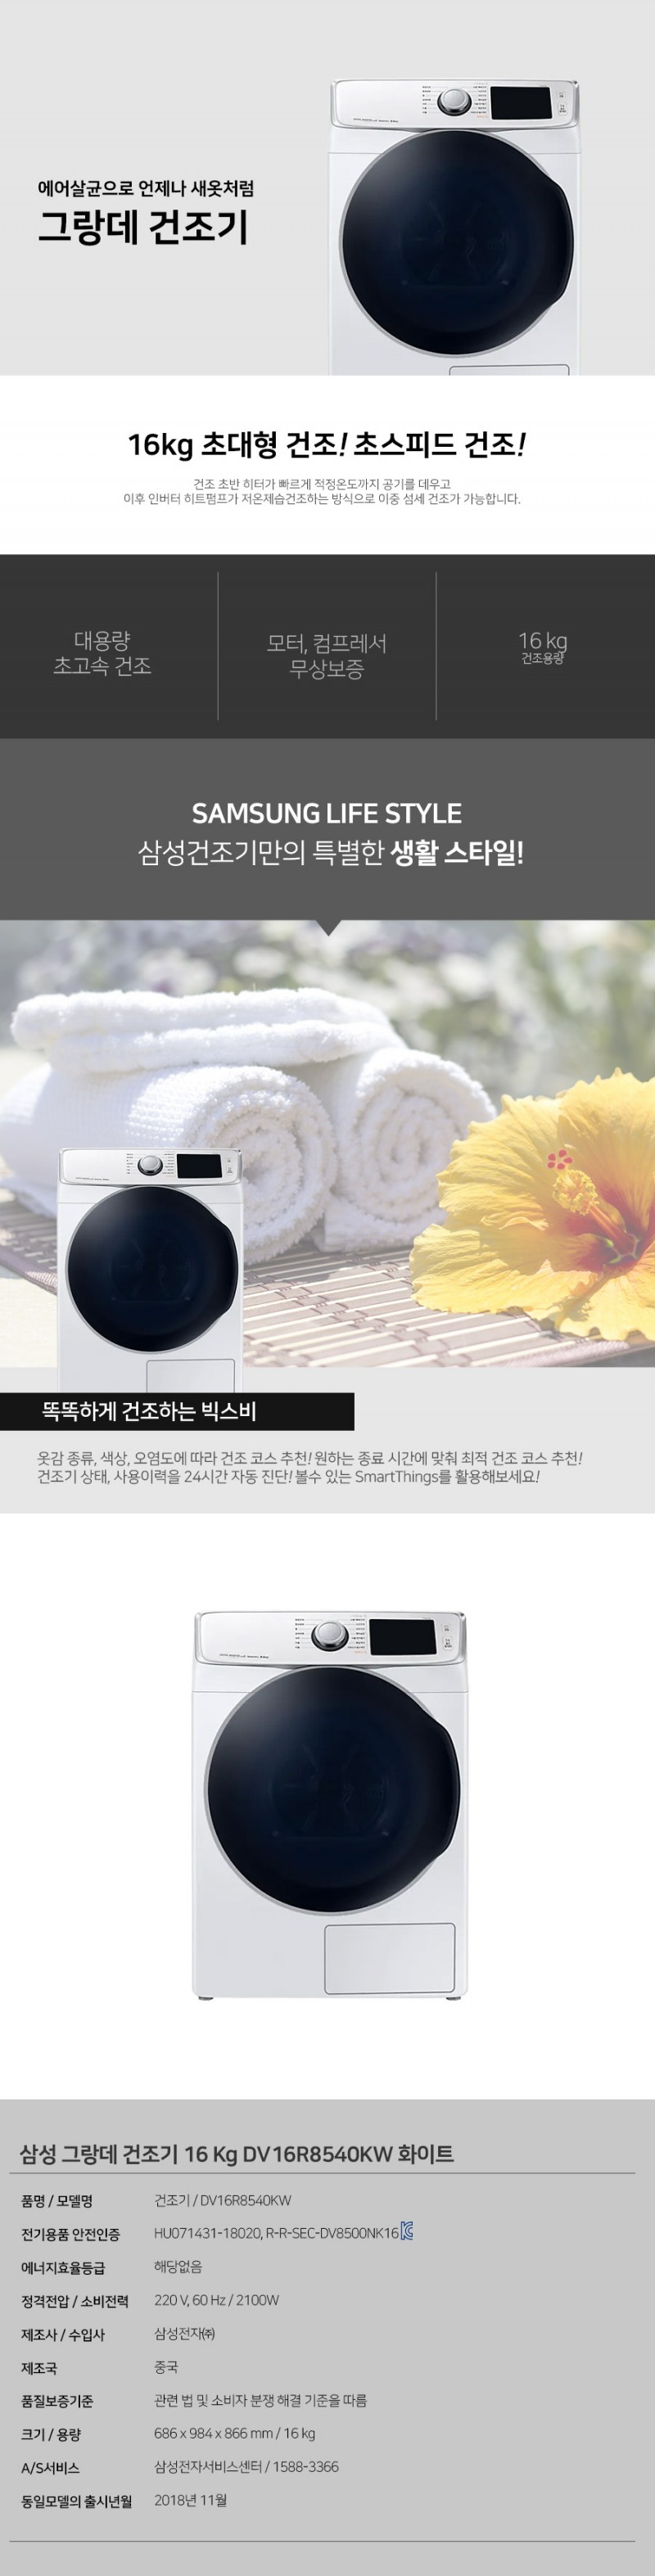 에어살균으로 언제나 새옷처럼
그랑데 건조기
16kg 초대형 건조! 초스피드 건조!
건조 초반 히터가 빠르게 적정온도까지 공기를 데우고
이후 인버터 히트펌프가 저온제습건조하는 방식으로 이중 섬세 건조가 가능합니다.
대용량
초고속 건조
모터, 컴프레서
무상보증
16 kg
건조용량
SAMSUNG LIFE STYLE
삼성건조기만의 특별한 생활 스타일!
똑똑하게 건조하는 빅스비
옷감 종류, 색상, 오염도에 따라 건조 코스 추천! 원하는 종료 시간에 맞춰 최적 건조 코스 추천!
건조기 상태, 사용이력을 24시간 자동 진단! 볼수 있는 SmartThings를 활용해보세요!
삼성 그랑데 건조기 16 Kg DV16R8540KW 화이트
품명 / 모델명 건조기 / DV16R8540KW
전기용품 안전인증 HU071431-18020, R-R-SEC-DV8500NK16
에너지효율등급 해당없음
정격전압 / 소비전력 220 V, 60 Hz / 2100W
제조사 / 수입사 삼성전자㈜
제조국 중국
품질보증기준 관련 법 및 소비자 분쟁 해결 기준을 따름
크기 / 용량 686 x 984 x 866 mm / 16 kg
A/S서비스 삼성전자서비스센터 / 1588-3366
동일모델의 출시년월 2018년 11월